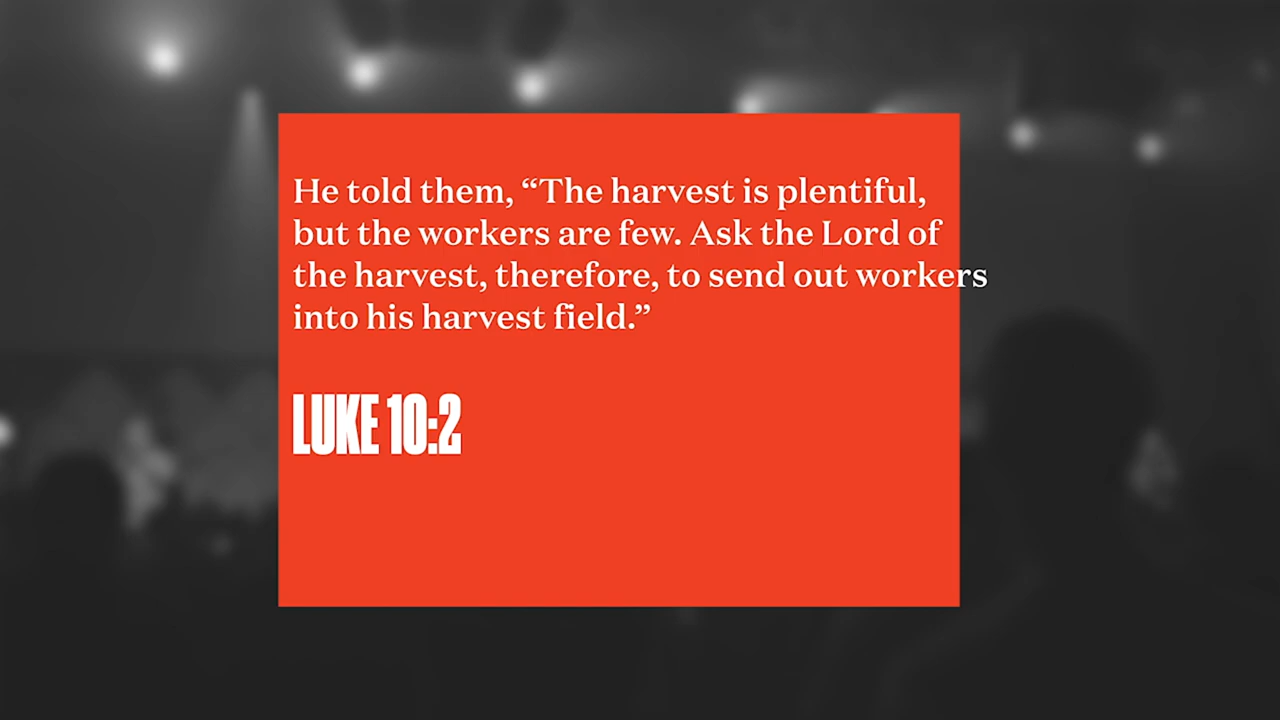 He told them, “The harvest is plentiful,
but the workers are few. Ask the Lord of
the harvest, therefore, to send out workers
into his harvest field.”
LUKE 10:2